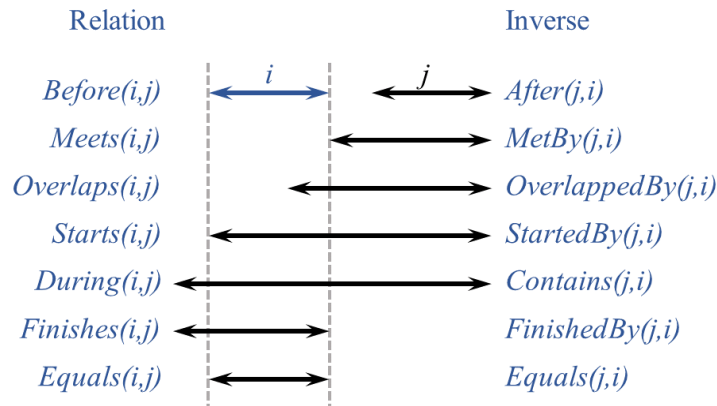 Relation Inverse
Before(i,j) i j After(j,i)
Meets(i,j) MetBy(j,i)
Overlaps(i,j) OverlappedBy(j,i)
Starts(i,j) StartedBy(j,i)
During(i,j) Contains(j,i)
Finishes(i,j) FinishedBy(j,i)
Equals(i,j) Equals(j,i)